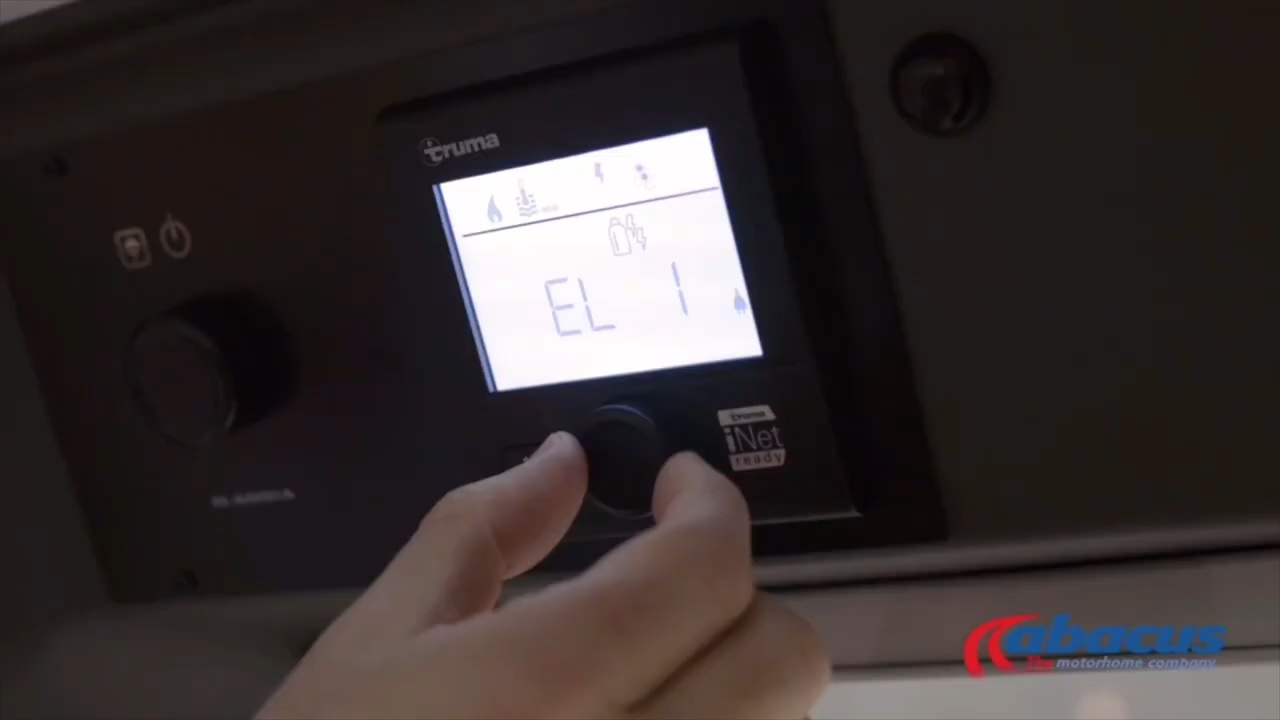 truma
EL 1
truma
iNet
ready
abacus
The motorhome company